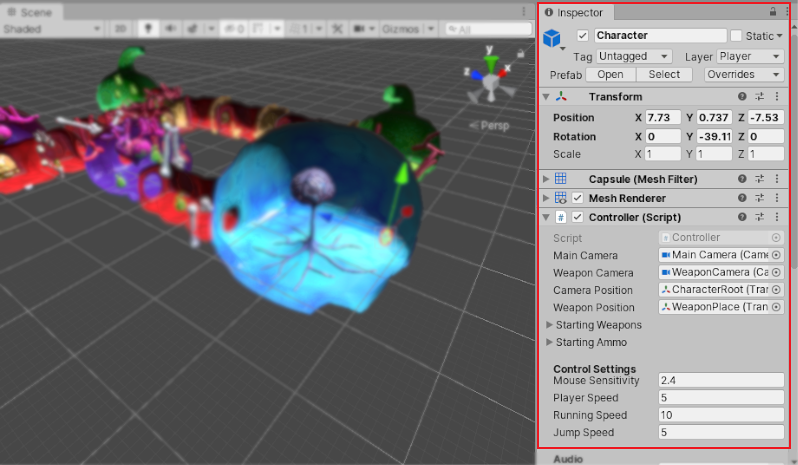 Scene
Shaded 2D 0 1 Gizmos All
y
x
z
Persp
Inspector
Character Static
Tag Untagged Layer Player
Prefab Open Select Overrides
Transform
Position X 7.73 Y 0.737 Z -7.53
Rotation X 0 Y -39.11 Z 0
Scale X 1 Y 1 Z 1
Capsule (Mesh Filter)
Mesh Renderer
# Controller (Script)
Script Controller
Main Camera Main Camera (Came
Weapon Camera WeaponCamera (Ca
Camera Position CharacterRoot (Tran
Weapon Position WeaponPlace (Tran
Starting Weapons
Starting Ammo
Control Settings
Mouse Sensitivity 2.4
Player Speed 5
Running Speed 10
Jump Speed 5
Audio